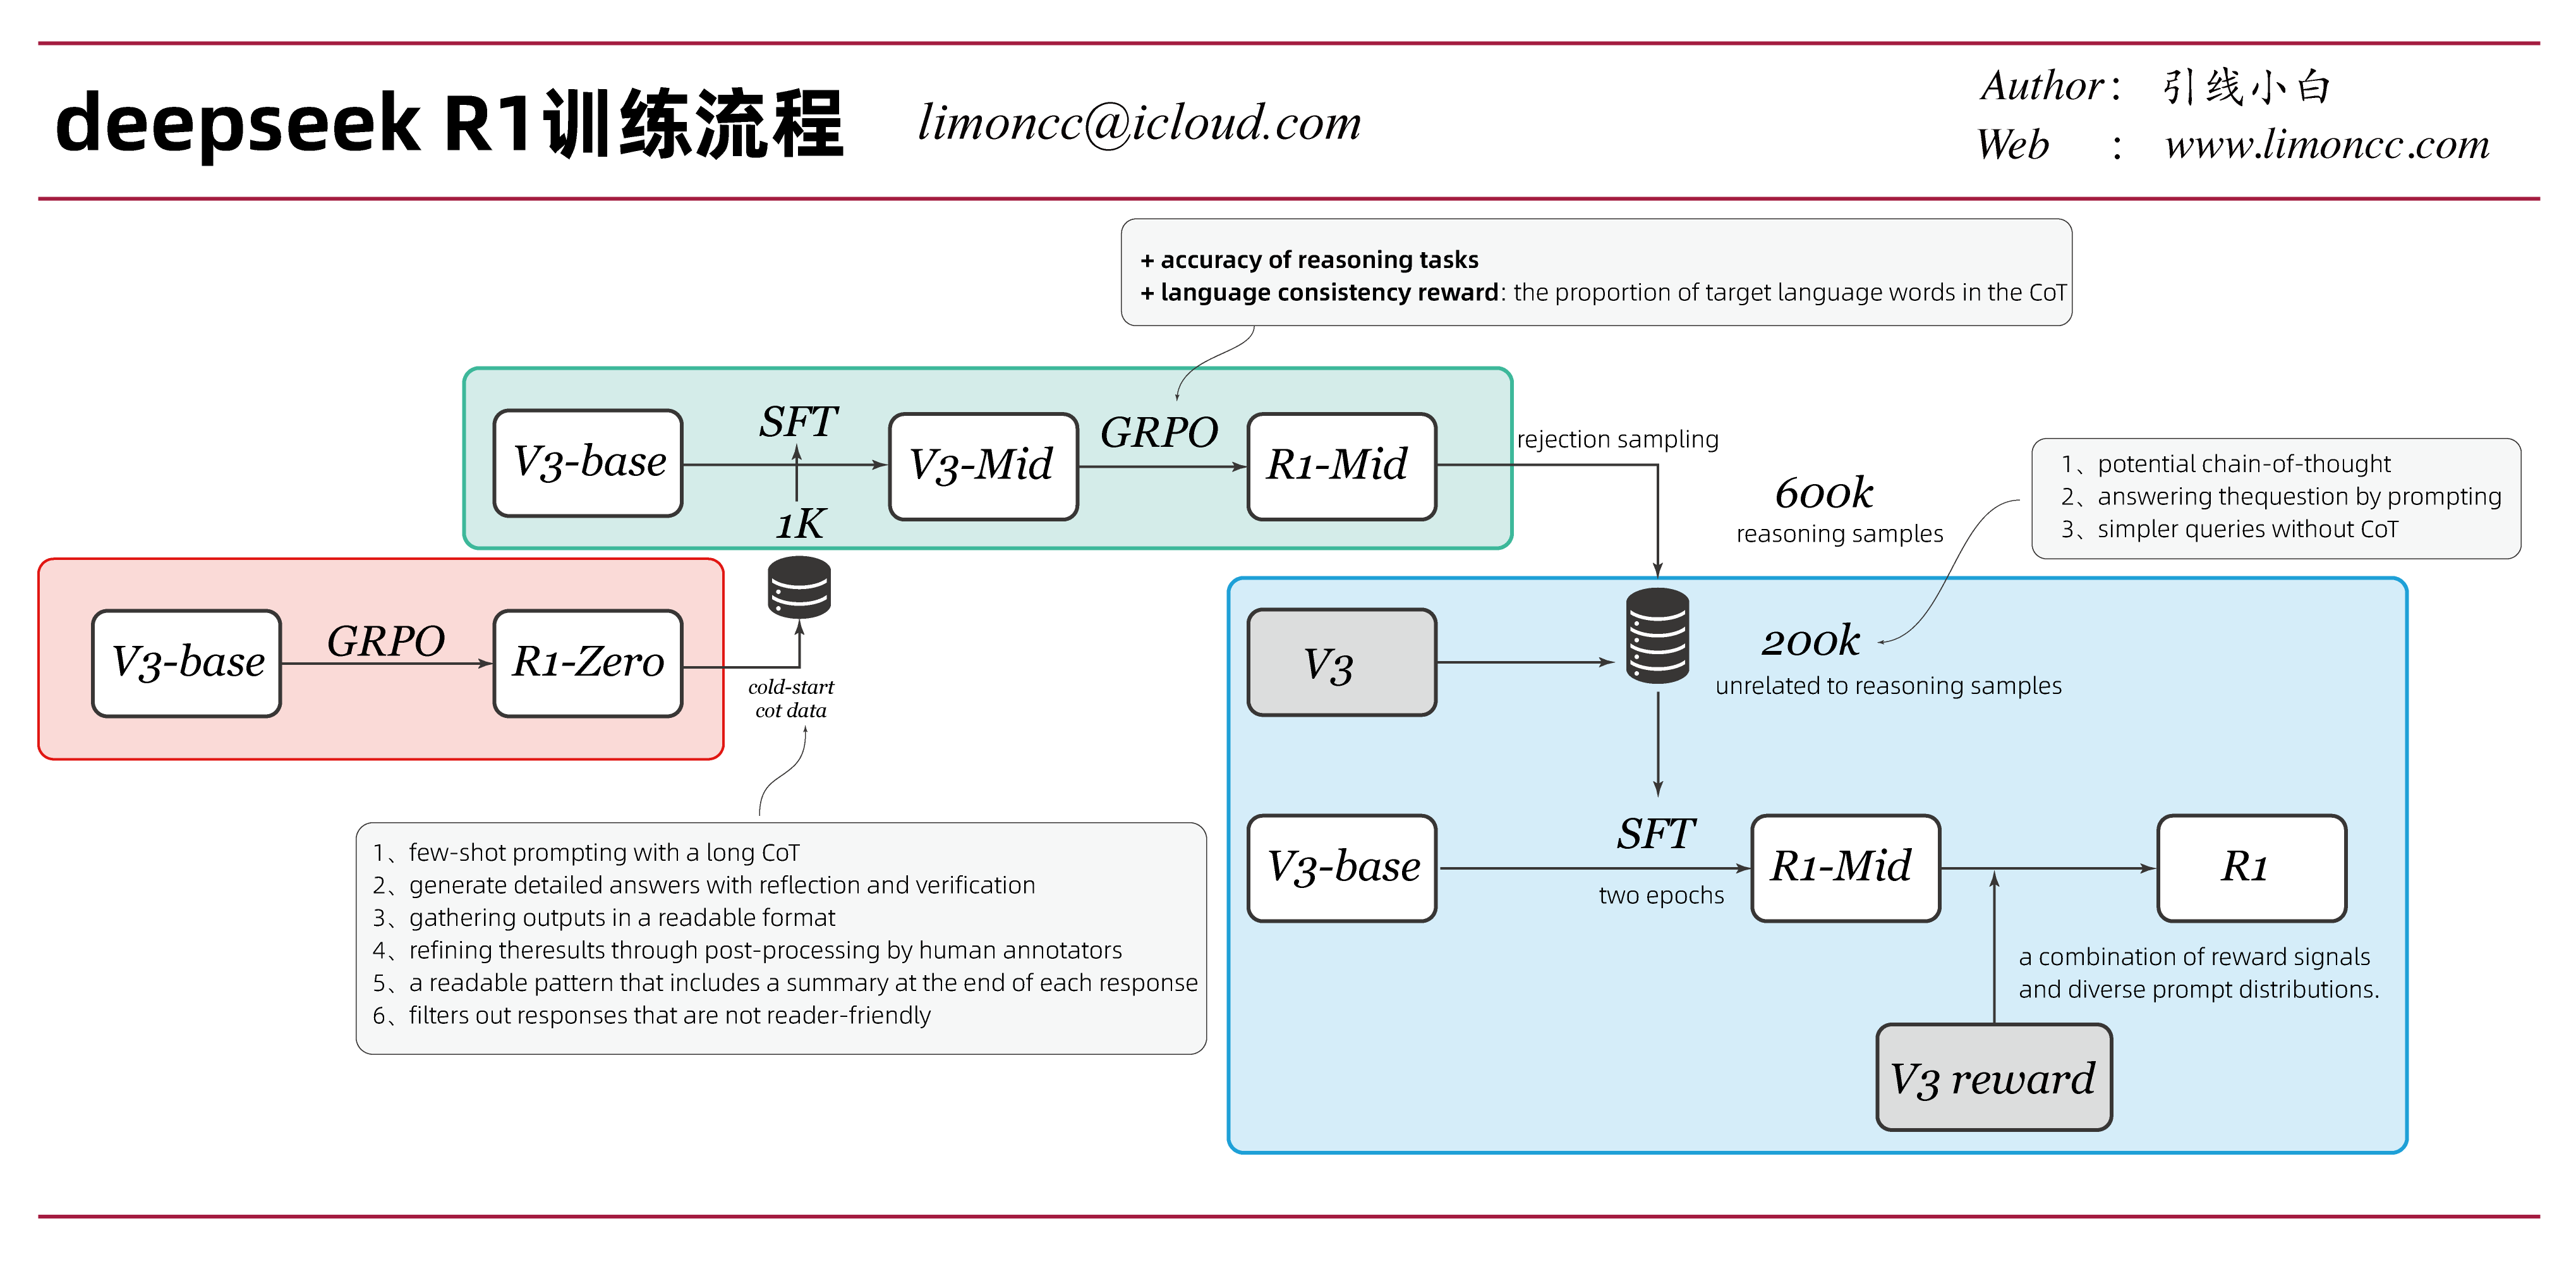 deepseek R1训练流程
limoncc@icloud.com
Author： 引线小白
Web ： www.limoncc.com
+ accuracy of reasoning tasks
+ language consistency reward: the proportion of target language words in the CoT
V3-base
SFT
V3-Mid
GRPO
R1-Mid
1K
rejection sampling
600k
reasoning samples
1、potential chain-of-thought
2、answering thequestion by prompting
3、simpler queries without CoT
V3-base
GRPO
R1-Zero
cold-start
cot data
V3
200k
unrelated to reasoning samples
1、few-shot prompting with a long CoT
2、generate detailed answers with reflection and verification
3、gathering outputs in a readable format
4、refining theresults through post-processing by human annotators
5、a readable pattern that includes a summary at the end of each response
6、filters out responses that are not reader-friendly
V3-base
SFT
two epochs
R1-Mid
R1
a combination of reward signals
and diverse prompt distributions.
V3 reward